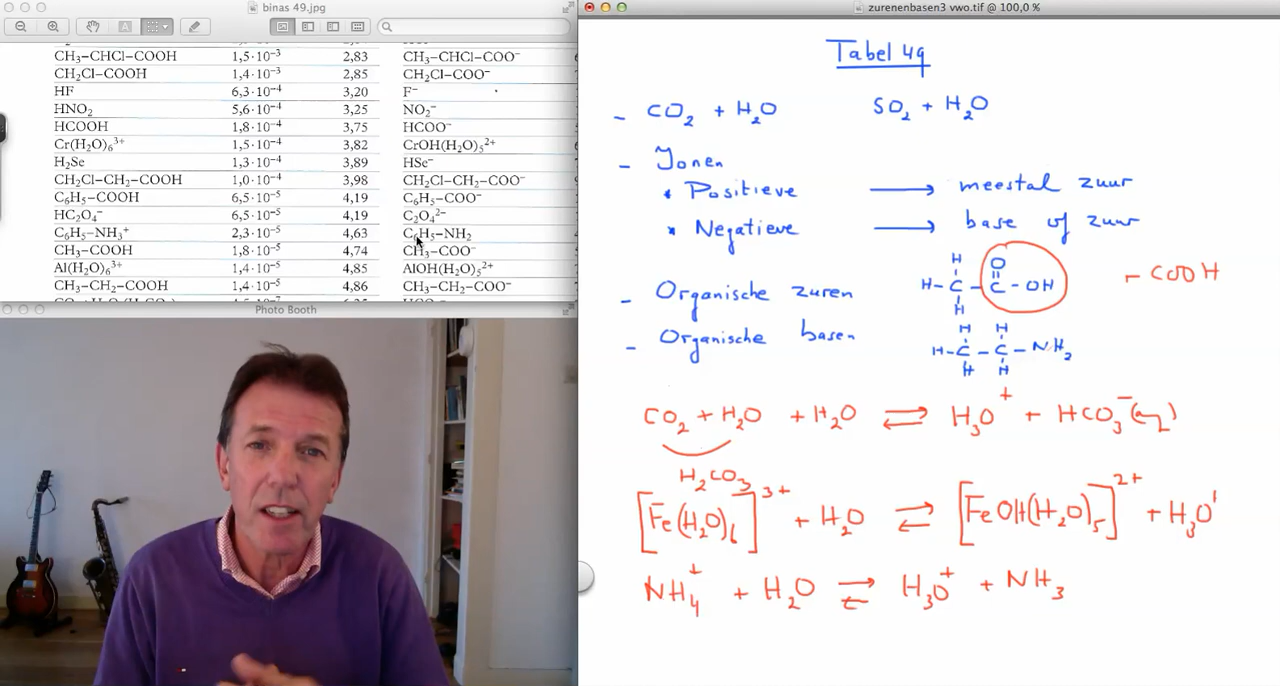 binas 49.jpg
CH₃−CHCl−COOH 1,5·10⁻³ 2,83 CH₃−CHCl−COO⁻
CH₂Cl−COOH 1,4·10⁻³ 2,85 CH₂Cl−COO⁻
HF 6,3·10⁻⁴ 3,20 F⁻
HNO₂ 5,6·10⁻⁴ 3,25 NO₂⁻
HCOOH 1,8·10⁻⁴ 3,75 HCOO⁻
Cr(H₂O)₆³⁺ 1,5·10⁻⁴ 3,82 CrOH(H₂O)₅²⁺
H₂Se 1,3·10⁻⁴ 3,89 HSe⁻
CH₂Cl−CH₂−COOH 1,0·10⁻⁴ 3,98 CH₂Cl−CH₂−COO⁻
C₆H₅−COOH 6,5·10⁻⁵ 4,19 C₆H₅−COO⁻
HC₂O₄⁻ 6,5·10⁻⁵ 4,19 C₂O₄²⁻
C₆H₅−NH₃⁺ 2,3·10⁻⁵ 4,63 C₆H₅−NH₂
CH₃−COOH 1,8·10⁻⁵ 4,74 CH₃−COO⁻
Al(H₂O)₆³⁺ 1,4·10⁻⁵ 4,85 AlOH(H₂O)₅²⁺
CH₃−CH₂−COOH 1,4·10⁻⁵ 4,86 CH₃−CH₂−COO⁻
Photo Booth
zurenenbasen3 vwo.tif @ 100,0 %
Tabel 49
- CO₂ + H₂O SO₂ + H₂O
- Ionen
* Positieve ⟶ meestal zuur
* Negatieve ⟶ base of zuur
H O
‖
- Organische zuren H - C - C - OH - COOH
H
H H
- Organische basen H - C - C - NH₂
H H
CO₂ + H₂O + H₂O ⇌ H₃O⁺ + HCO₃⁻(aq)
H₂CO₃
[Fe(H₂O)₆]³⁺ + H₂O ⇌ [FeOH(H₂O)₅]²⁺ + H₃O⁺
NH₄⁺ + H₂O ⇌ H₃O⁺ + NH₃